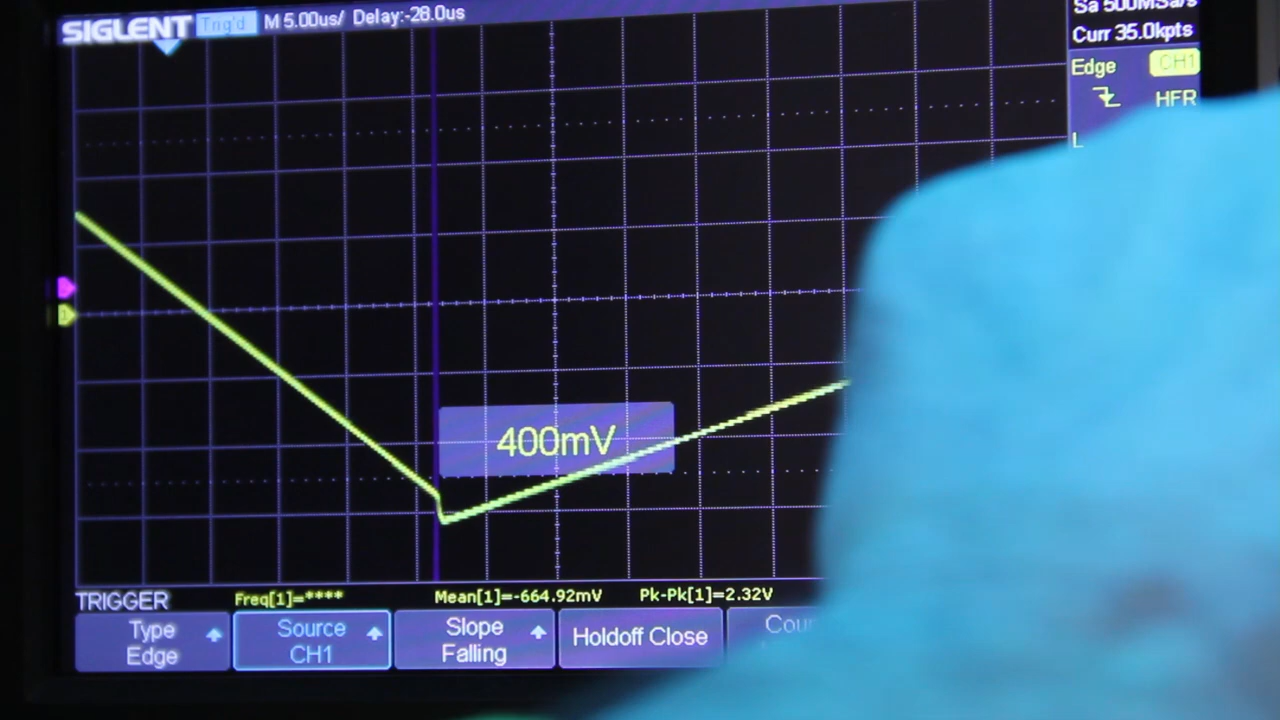 SIGLENT Trig'd M 5.00us/ Delay:-28.0us
Sa 500MSa/s
Curr 35.0kpts
Edge CH1
HFR
L
400mV
TRIGGER Freq[1]=**** Mean[1]=-664.92mV Pk-Pk[1]=2.32V
Type
Edge
Source
CH1
Slope
Falling
Holdoff Close